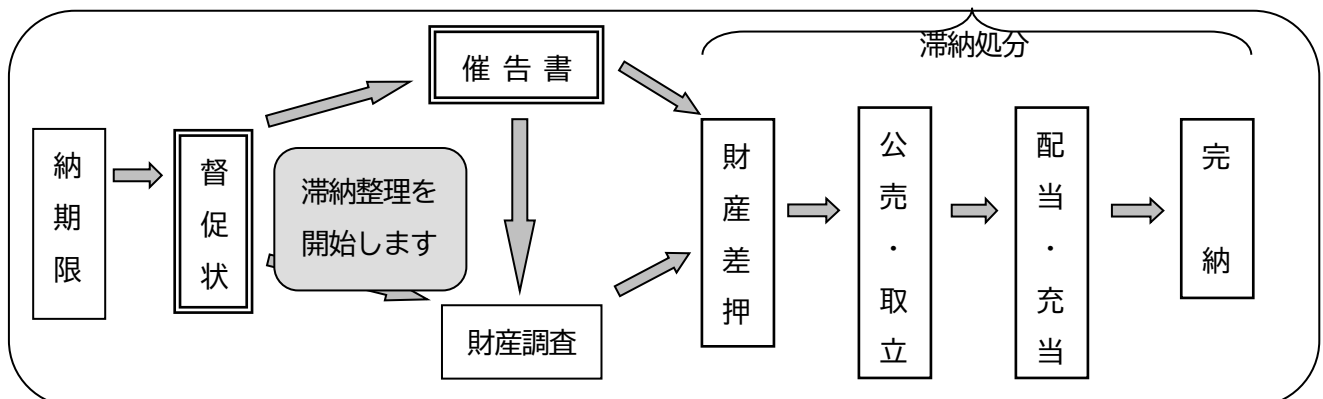 滞納処分
催告書
納期限
督促状
滞納整理を
開始します
財産調査
財産差押
公売・取立
配当・充当
完納